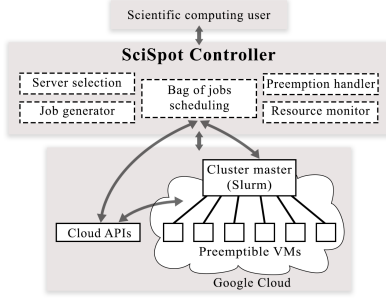 Scientific computing user
SciSpot Controller
Server selection
Bag of jobs
scheduling
Preemption handler
Job generator
Resource monitor
Cluster master
(Slurm)
Cloud APIs
Preemptible VMs
Google Cloud